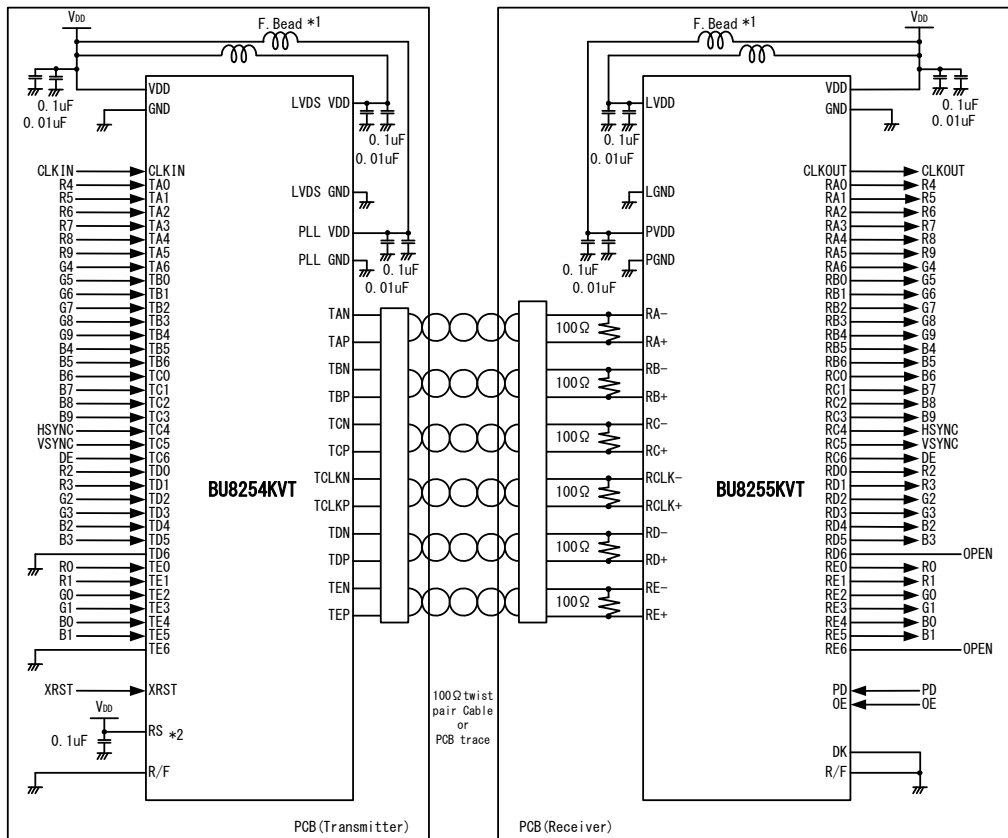 VDD
F.Bead *1
0.1uF
0.01uF
VDD
GND
LVDS VDD
0.1uF
0.01uF
LVDS GND
PLL VDD
PLL GND
0.1uF
0.01uF
CLKIN CLKIN
R4 TA0
R5 TA1
R6 TA2
R7 TA3
R8 TA4
R9 TA5
G4 TA6
G5 TB0
G6 TB1
G7 TB2
G8 TB3
G9 TB4
B4 TB5
B5 TB6
B6 TC0
B7 TC1
B8 TC2
B9 TC3
HSYNC TC4
VSYNC TC5
DE TC6
R2 TD0
R3 TD1
G2 TD2
G3 TD3
B2 TD4
B3 TD5
TD6
R0 TE0
R1 TE1
G0 TE2
G1 TE3
B0 TE4
B1 TE5
TE6
XRST XRST
VDD
0.1uF
RS *2
R/F
BU8254KVT
TAN
TAP
TBN
TBP
TCN
TCP
TCLKN
TCLKP
TDN
TDP
TEN
TEP
PCB(Transmitter)
100Ω twist
pair Cable
or
PCB trace
F.Bead *1
VDD
VDD
GND
0.1uF
0.01uF
LVDD
0.1uF
0.01uF
LGND
PVDD
PGND
0.1uF
0.01uF
100Ω
RA-
RA+
100Ω
RB-
RB+
100Ω
RC-
RC+
100Ω
RCLK-
RCLK+
100Ω
RD-
RD+
100Ω
RE-
RE+
BU8255KVT
CLKOUT CLKOUT
RA0 R4
RA1 R5
RA2 R6
RA3 R7
RA4 R8
RA5 R9
RA6 G4
RB0 G5
RB1 G6
RB2 G7
RB3 G8
RB4 G9
RB5 B4
RB6 B5
RC0 B6
RC1 B7
RC2 B8
RC3 B9
RC4 HSYNC
RC5 VSYNC
RC6 DE
RD0 R2
RD1 R3
RD2 G2
RD3 G3
RD4 B2
RD5 B3
RD6 OPEN
RE0 R0
RE1 R1
RE2 G0
RE3 G1
RE4 B0
RE5 B1
RE6 OPEN
PD PD
OE OE
DK
R/F
PCB(Receiver)